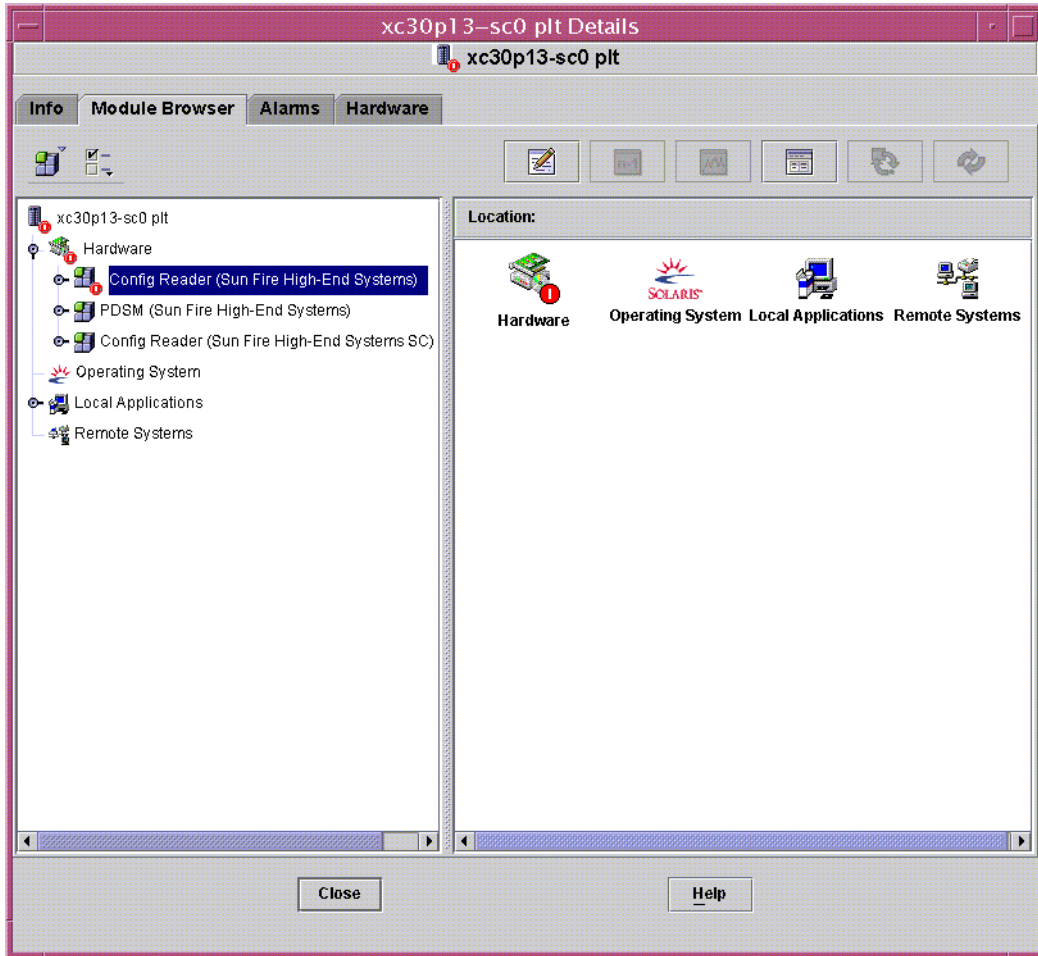 xc30p13-sc0 plt Details
xc30p13-sc0 plt
Info Module Browser Alarms Hardware
xc30p13-sc0 plt
Hardware
Config Reader (Sun Fire High-End Systems)
PDSM (Sun Fire High-End Systems)
Config Reader (Sun Fire High-End Systems SC)
Operating System
Local Applications
Remote Systems
Location:
SOLARIS
Hardware Operating System Local Applications Remote Systems
Close Help